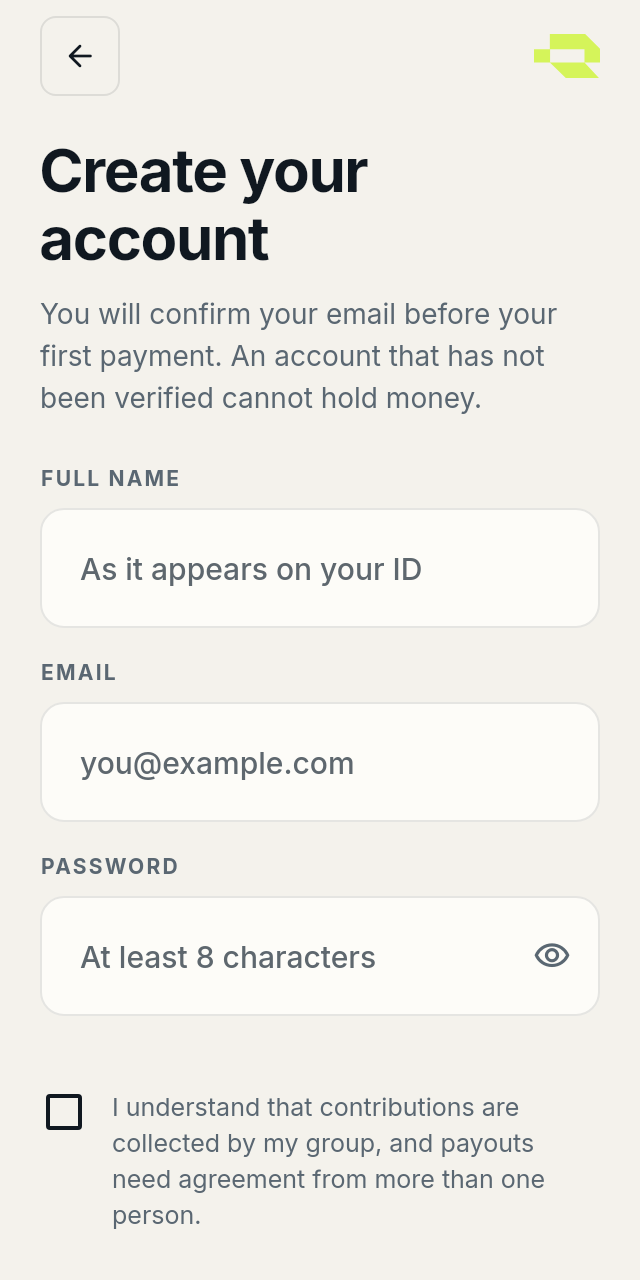 Create your
account
You will confirm your email before your
first payment. An account that has not
been verified cannot hold money.
FULL NAME
As it appears on your ID
EMAIL
you@example.com
PASSWORD
At least 8 characters
I understand that contributions are
collected by my group, and payouts
need agreement from more than one
person.